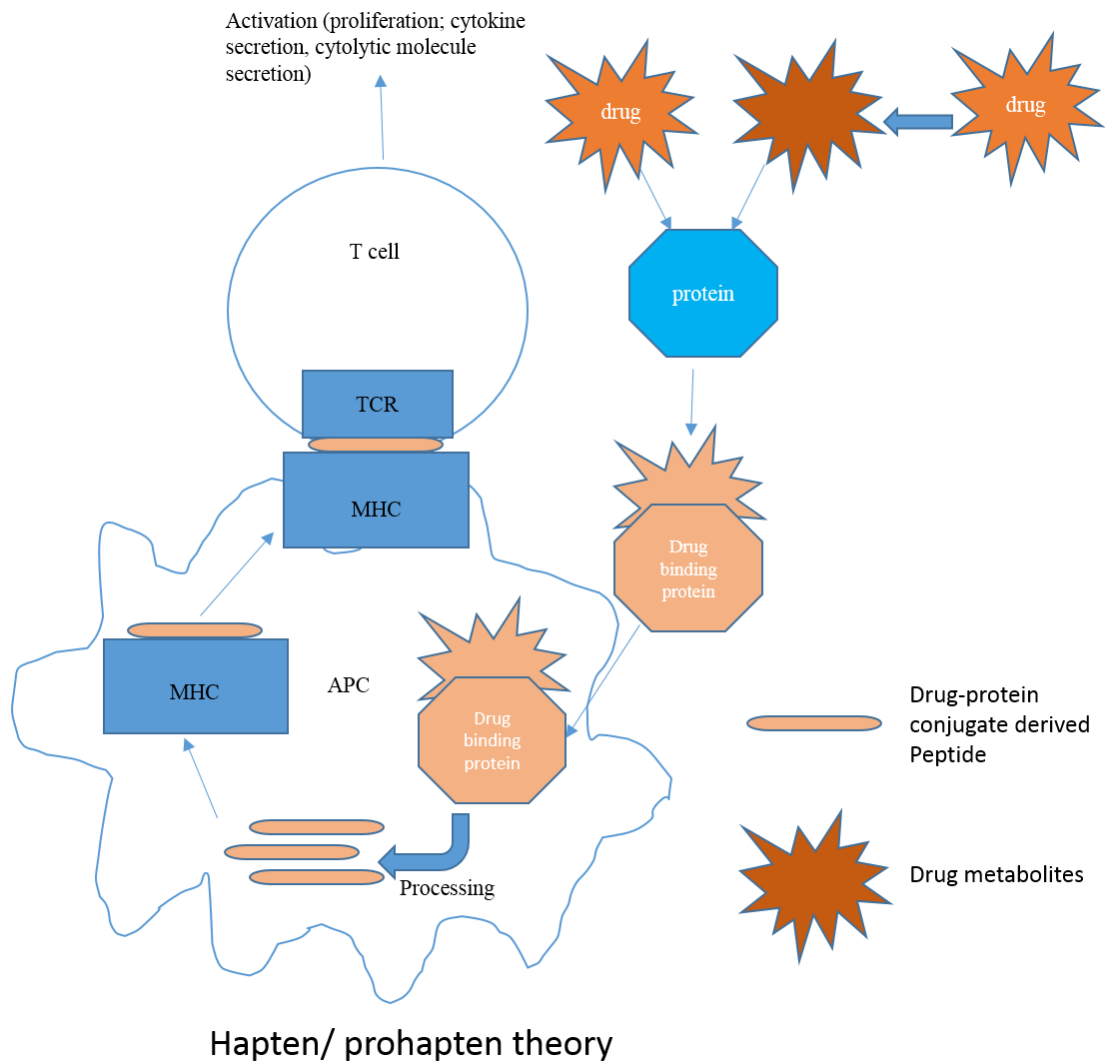 Activation (proliferation; cytokine
secretion, cytolytic molecule
secretion)
drug
drug
T cell
protein
TCR
MHC
Drug
binding
protein
MHC
APC
Drug
binding
protein
Processing
Drug-protein
conjugate derived
Peptide
Drug metabolites
Hapten/ prohapten theory